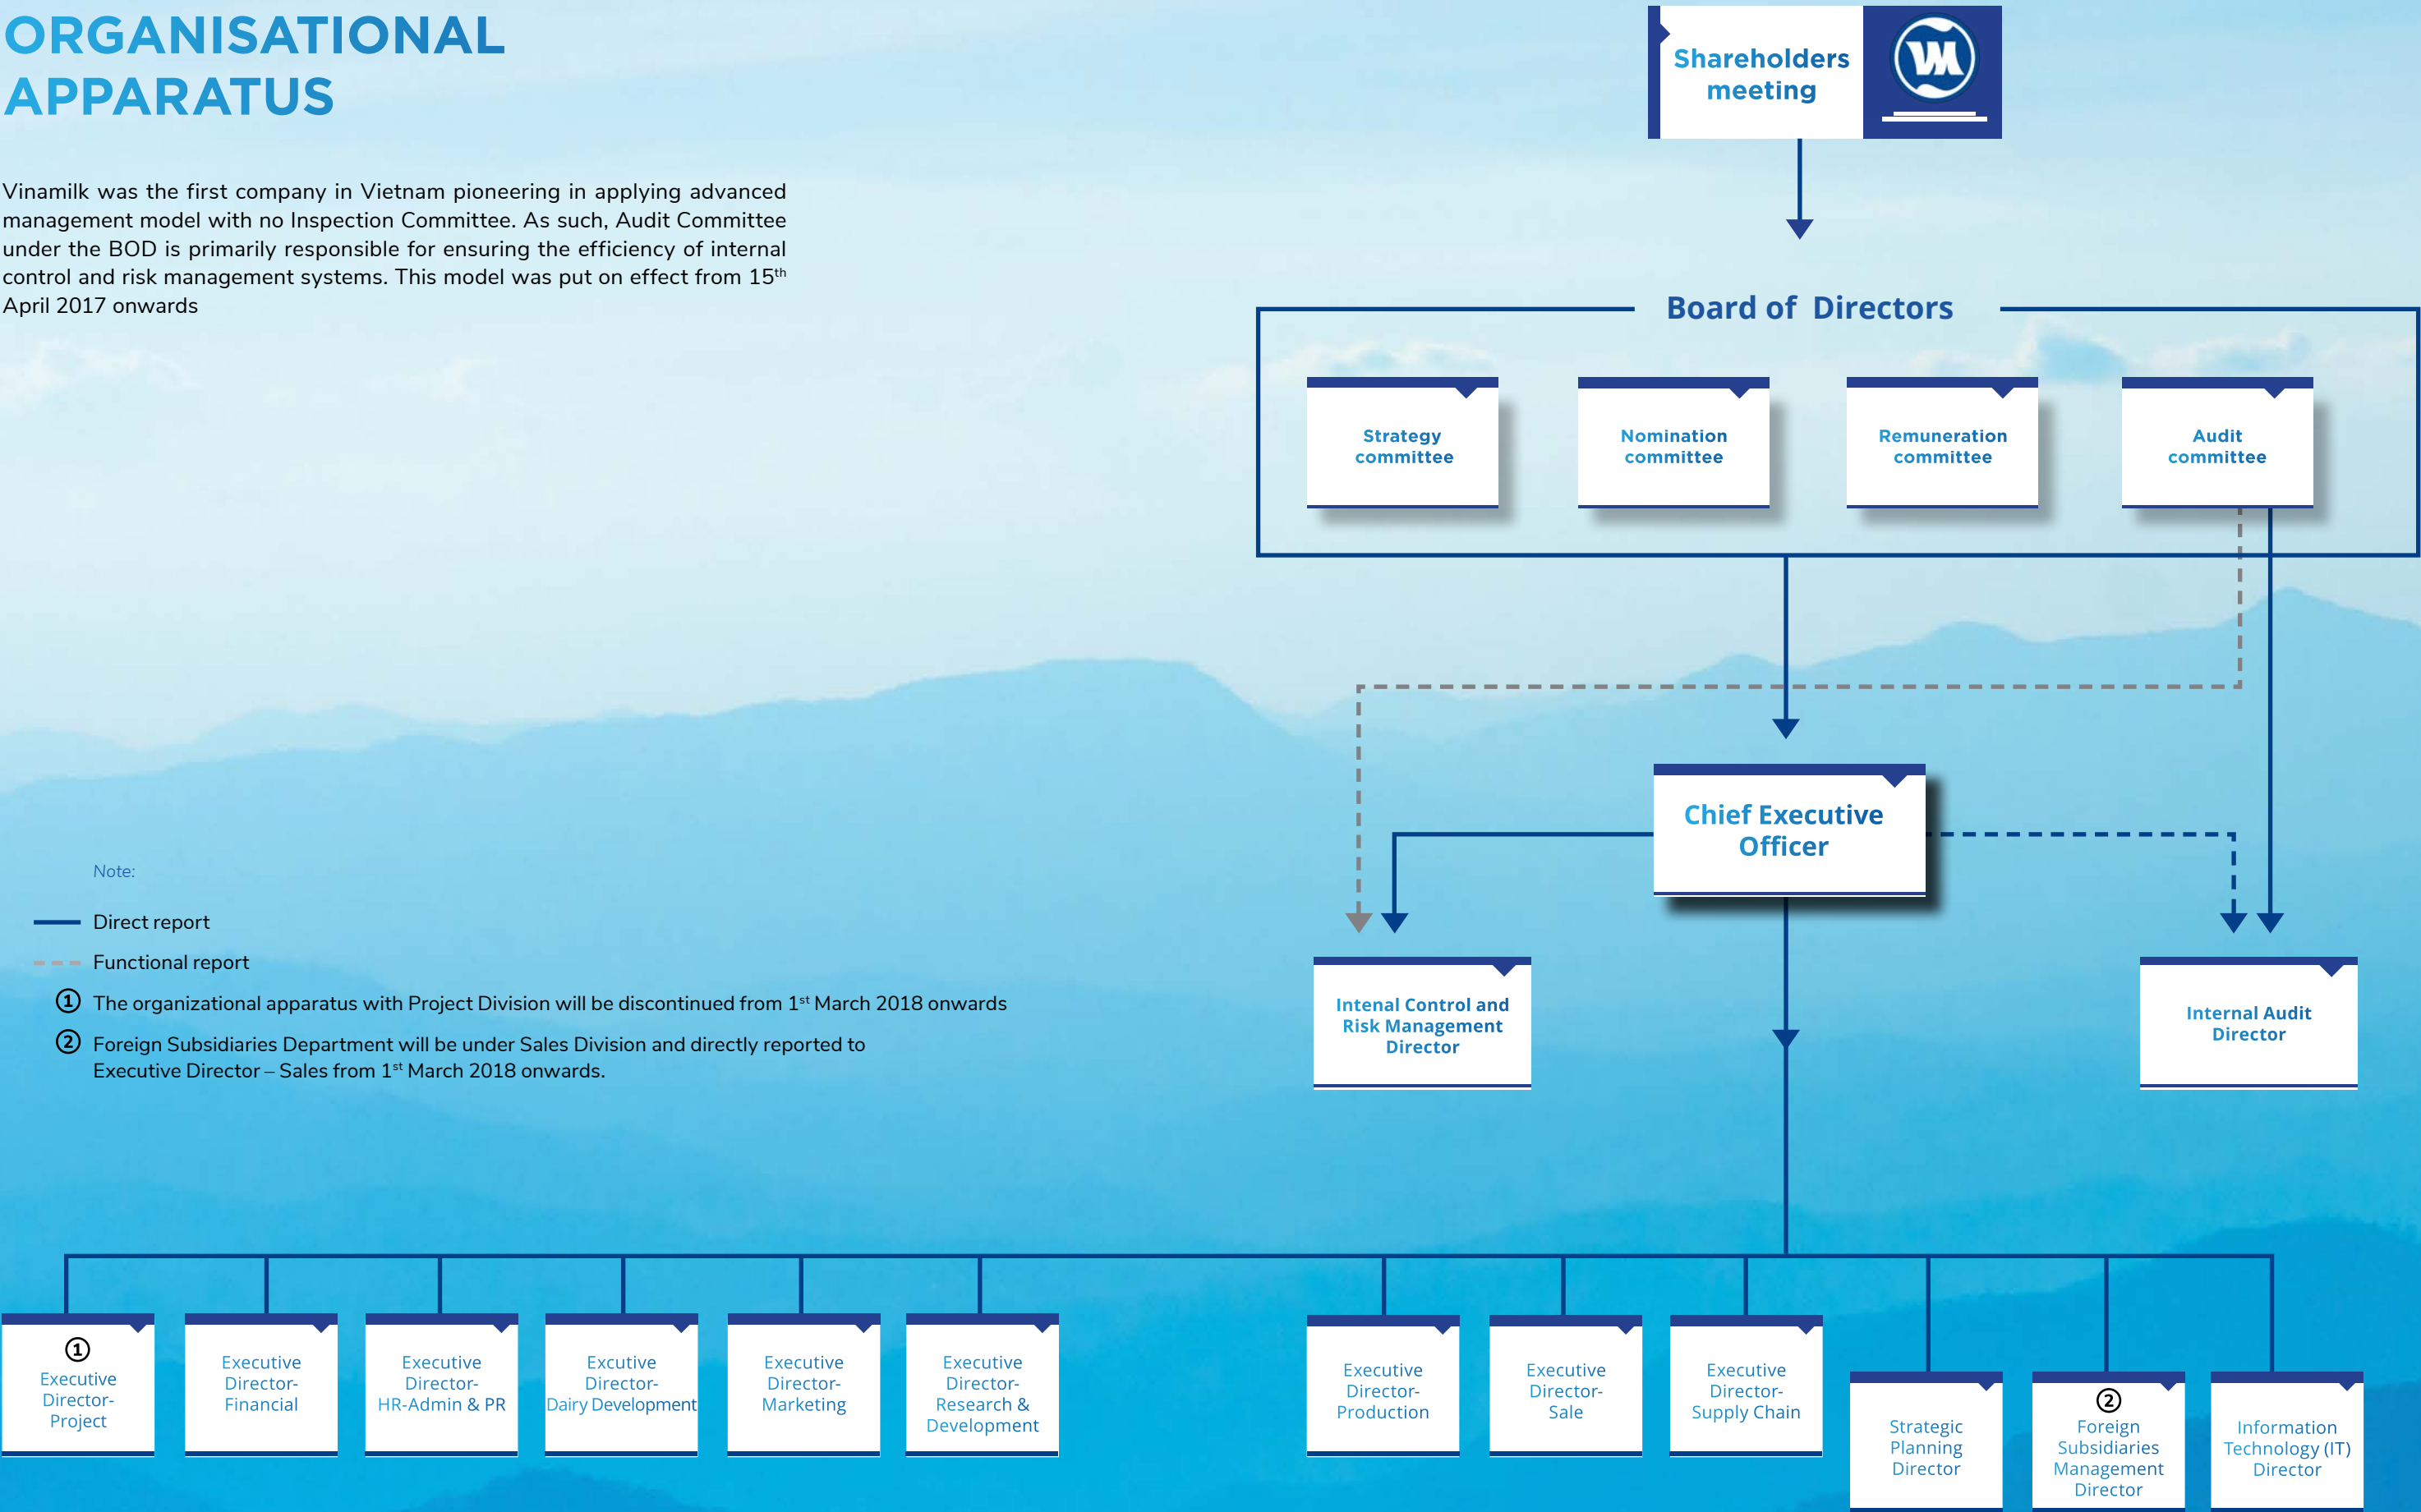 ORGANISATIONAL
APPARATUS
Vinamilk was the first company in Vietnam pioneering in applying advanced
management model with no Inspection Committee. As such, Audit Committee
under the BOD is primarily responsible for ensuring the efficiency of internal
control and risk management systems. This model was put on effect from 15th
April 2017 onwards
Shareholders
meeting
VM
Board of Directors
Strategy
committee
Nomination
committee
Remuneration
committee
Audit
committee
Chief Executive
Officer
Intenal Control and
Risk Management
Director
Internal Audit
Director
Note:
Direct report
Functional report
① The organizational apparatus with Project Division will be discontinued from 1st March 2018 onwards
② Foreign Subsidiaries Department will be under Sales Division and directly reported to
Executive Director – Sales from 1st March 2018 onwards.
①
Executive
Director-
Project
Executive
Director-
Financial
Executive
Director-
HR-Admin & PR
Excutive
Director-
Dairy Development
Executive
Director-
Marketing
Executive
Director-
Research &
Development
Executive
Director-
Production
Executive
Director-
Sale
Executive
Director-
Supply Chain
Strategic
Planning
Director
②
Foreign
Subsidiaries
Management
Director
Information
Technology (IT)
Director